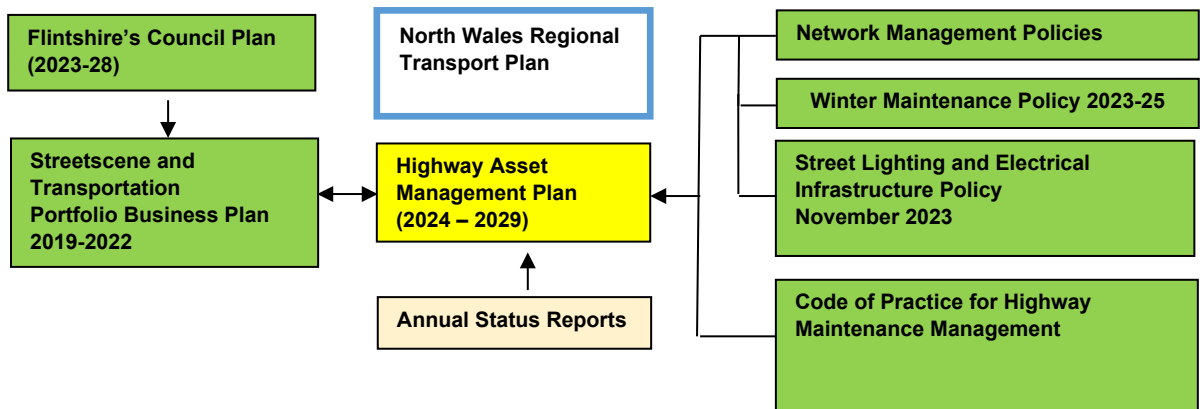 Flintshire's Council Plan
(2023-28)
North Wales Regional
Transport Plan
Network Management Policies
Winter Maintenance Policy 2023-25
Streetscene and
Transportation
Portfolio Business Plan
2019-2022
Highway Asset
Management Plan
(2024 – 2029)
Street Lighting and Electrical
Infrastructure Policy
November 2023
Annual Status Reports
Code of Practice for Highway
Maintenance Management